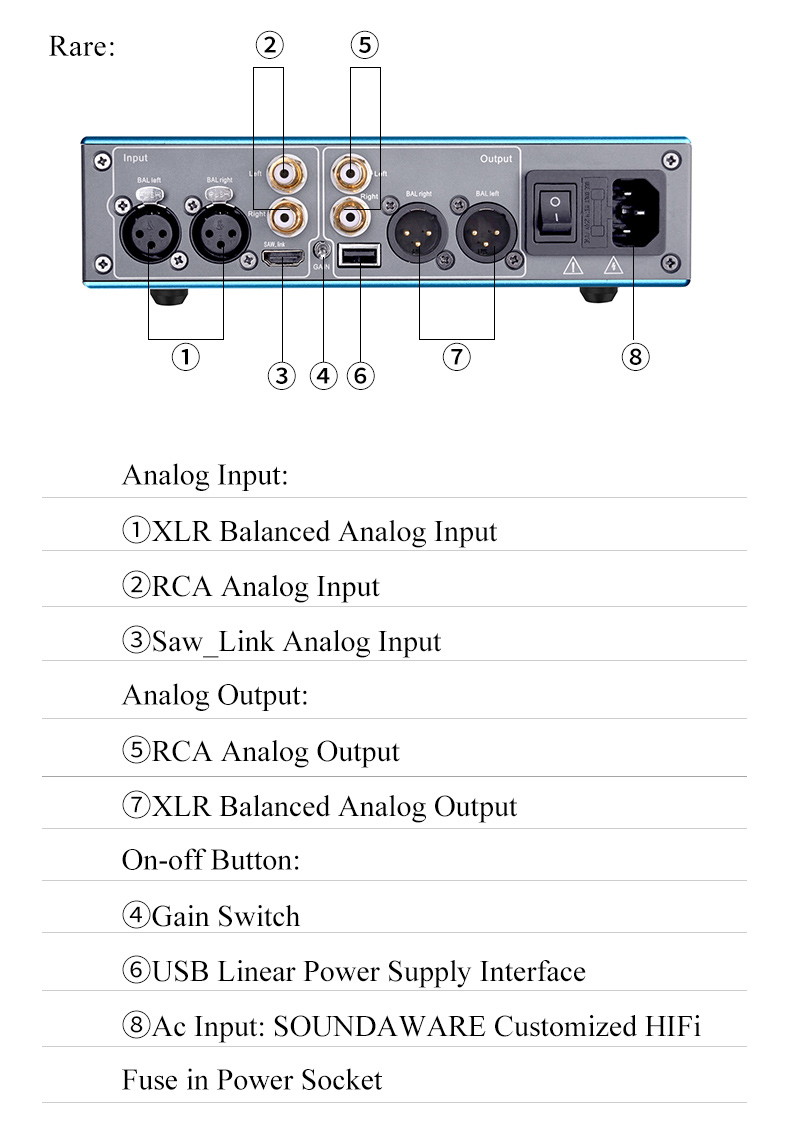 Rare:
② ⑤
Input
Output
BAL left
BAL right
Left
Left
Right
Right
BAL right
BAL left
SAW_link
GAIN
① ③ ④ ⑥ ⑦ ⑧
Analog Input:
①XLR Balanced Analog Input
②RCA Analog Input
③Saw_Link Analog Input
Analog Output:
⑤RCA Analog Output
⑦XLR Balanced Analog Output
On-off Button:
④Gain Switch
⑥USB Linear Power Supply Interface
⑧Ac Input: SOUNDAWARE Customized HIFi
Fuse in Power Socket